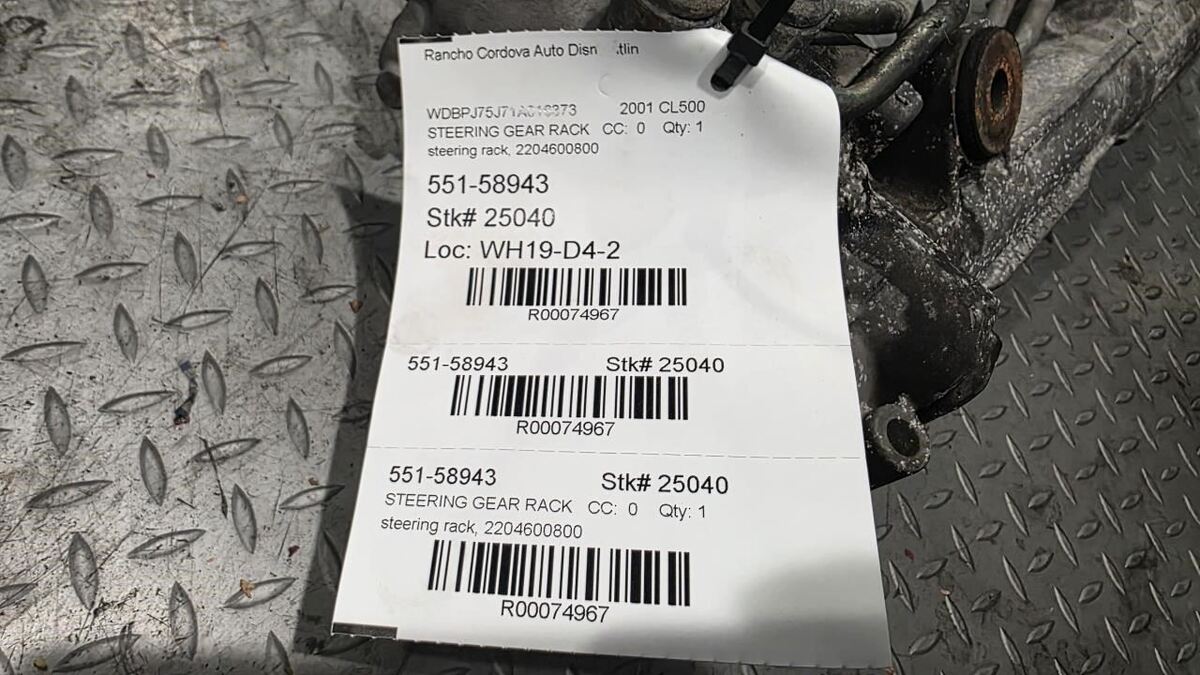 Rancho Cordova Auto Disn tlin
2001 CL500
STEERING GEAR RACK CC: 0 Qty: 1
steering rack, 2204600800
551-58943
Stk# 25040
Loc: WH19-D4-2
R00074967
551-58943 Stk# 25040
R00074967
551-58943 Stk# 25040
STEERING GEAR RACK CC: 0 Qty: 1
steering rack, 2204600800
R00074967